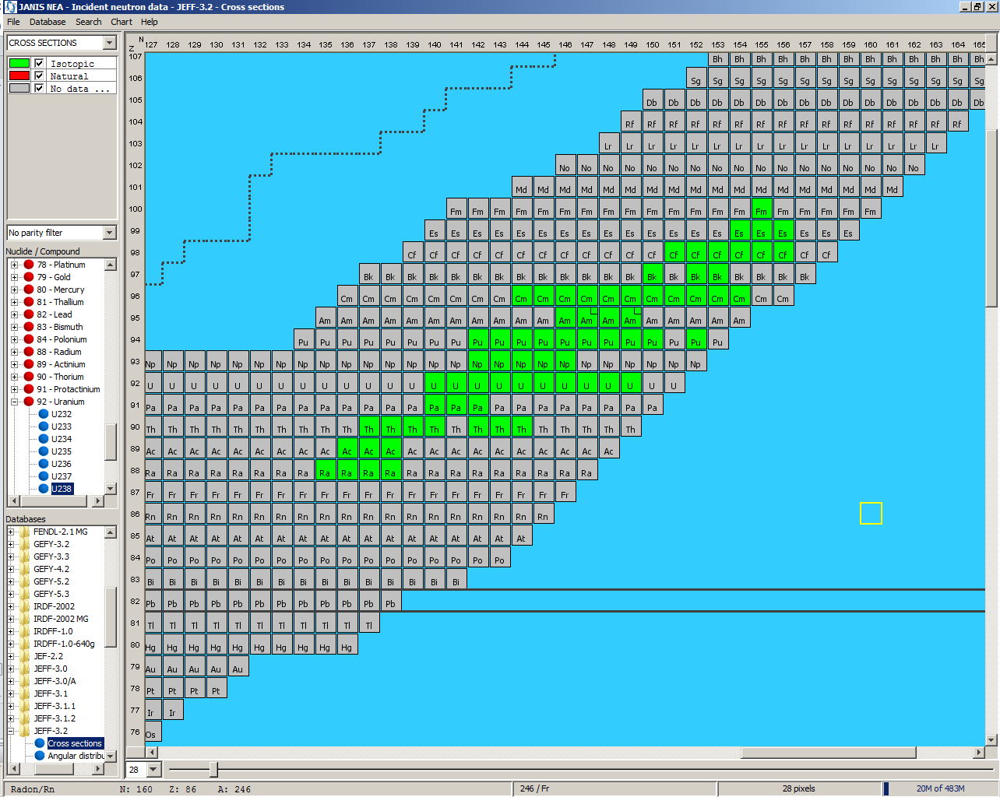 JANIS NEA - Incident neutron data - JEFF-3.2 - Cross sections
File Database Search Chart Help
CROSS SECTIONS
Isotopic
Natural
No data ...
No parity filter
Nuclide / Compound
78 - Platinum
79 - Gold
80 - Mercury
81 - Thallium
82 - Lead
83 - Bismuth
84 - Polonium
88 - Radium
89 - Actinium
90 - Thorium
91 - Protactinium
92 - Uranium
U232
U233
U234
U235
U236
U237
U238
Databases
FENDL-2.1 MG
GEFY-3.2
GEFY-3.3
GEFY-4.2
GEFY-5.2
GEFY-5.3
IRDF-2002
IRDF-2002 MG
IRDFF-1.0
IRDFF-1.0-640g
JEF-2.2
JEFF-3.0
JEFF-3.0/A
JEFF-3.1
JEFF-3.1.1
JEFF-3.1.2
JEFF-3.2
Cross sections
Angular distribu
N 127 128 129 130 131 132 133 134 135 136 137 138 139 140 141 142 143 144 145 146 147 148 149 150 151 152 153 154 155 156 157 158 159 160 161 162 163 164 165
Z
107 Bh Bh Bh Bh Bh Bh Bh Bh Bh Bh Bh Bh Bh
106 Sg Sg Sg Sg Sg Sg Sg Sg Sg Sg Sg Sg Sg Sg
105 Db Db Db Db Db Db Db Db Db Db Db Db Db Db Db Db
104 Rf Rf Rf Rf Rf Rf Rf Rf Rf Rf Rf Rf Rf Rf Rf Rf
103 Lr Lr Lr Lr Lr Lr Lr Lr Lr Lr Lr Lr Lr Lr Lr Lr
102 No No No No No No No No No No No No No No No No No
101 Md Md Md Md Md Md Md Md Md Md Md Md Md Md Md Md Md Md
100 Fm Fm Fm Fm Fm Fm Fm Fm Fm Fm Fm Fm Fm Fm Fm Fm Fm Fm Fm Fm
99 Es Es Es Es Es Es Es Es Es Es Es Es Es Es Es Es Es Es Es Es
98 Cf Cf Cf Cf Cf Cf Cf Cf Cf Cf Cf Cf Cf Cf Cf Cf Cf Cf Cf Cf
97 Bk Bk Bk Bk Bk Bk Bk Bk Bk Bk Bk Bk Bk Bk Bk Bk Bk Bk Bk Bk Bk
96 Cm Cm Cm Cm Cm Cm Cm Cm Cm Cm Cm Cm Cm Cm Cm Cm Cm Cm Cm Cm Cm
95 Am Am Am Am Am Am Am Am Am Am Am Am Am Am Am Am Am Am Am Am
94 Pu Pu Pu Pu Pu Pu Pu Pu Pu Pu Pu Pu Pu Pu Pu Pu Pu Pu Pu Pu
93 Np Np Np Np Np Np Np Np Np Np Np Np Np Np Np Np Np Np Np Np Np Np Np Np Np Np
92 U U U U U U U U U U U U U U U U U U U U U U U U U
91 Pa Pa Pa Pa Pa Pa Pa Pa Pa Pa Pa Pa Pa Pa Pa Pa Pa Pa Pa Pa Pa Pa Pa Pa
90 Th Th Th Th Th Th Th Th Th Th Th Th Th Th Th Th Th Th Th Th Th Th Th
89 Ac Ac Ac Ac Ac Ac Ac Ac Ac Ac Ac Ac Ac Ac Ac Ac Ac Ac Ac Ac Ac Ac
88 Ra Ra Ra Ra Ra Ra Ra Ra Ra Ra Ra Ra Ra Ra Ra Ra Ra Ra Ra Ra Ra
87 Fr Fr Fr Fr Fr Fr Fr Fr Fr Fr Fr Fr Fr Fr Fr Fr Fr Fr Fr Fr
86 Rn Rn Rn Rn Rn Rn Rn Rn Rn Rn Rn Rn Rn Rn Rn Rn Rn Rn Rn
85 At At At At At At At At At At At At At At At At At At
84 Po Po Po Po Po Po Po Po Po Po Po Po Po Po Po Po Po
83 Bi Bi Bi Bi Bi Bi Bi Bi Bi Bi Bi Bi Bi Bi Bi
82 Pb Pb Pb Pb Pb Pb Pb Pb Pb Pb Pb Pb
81 Tl Tl Tl Tl Tl Tl Tl Tl Tl Tl Tl
80 Hg Hg Hg Hg Hg Hg Hg Hg Hg Hg
79 Au Au Au Au Au
78 Pt Pt Pt Pt
77 Ir Ir
76 Os
28
Radon/Rn N: 160 Z: 86 A: 246 246 / Fr 28 pixels 20M of 483M